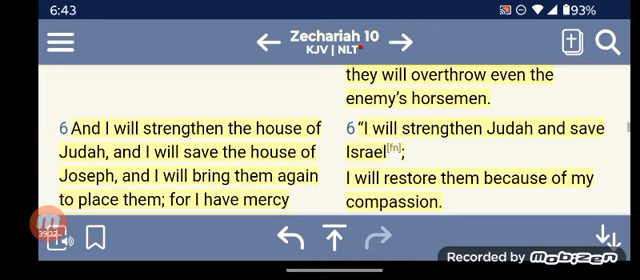 6:43
93%
Zechariah 10
KJV | NLT
they will overthrow even the
enemy's horsemen.
6 And I will strengthen the house of
Judah, and I will save the house of
Joseph, and I will bring them again
to place them; for I have mercy
6 “I will strengthen Judah and save
Israel[fn];
I will restore them because of my
compassion.
M
39:22
Recorded by Mobizen